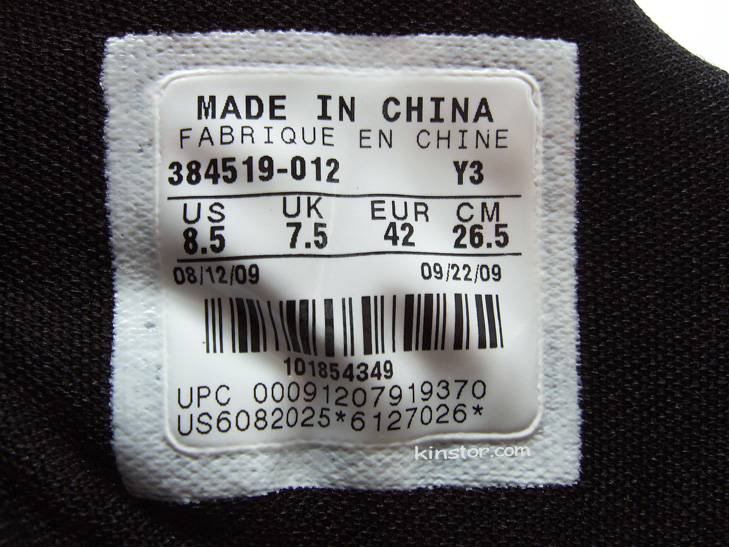 MADE IN CHINA
FABRIQUE EN CHINE
384519-012 Y3
US UK EUR CM
8.5 7.5 42 26.5
08/12/09 09/22/09
101854349
UPC 00091207919370
US6082025*6127026*
kinstor.com